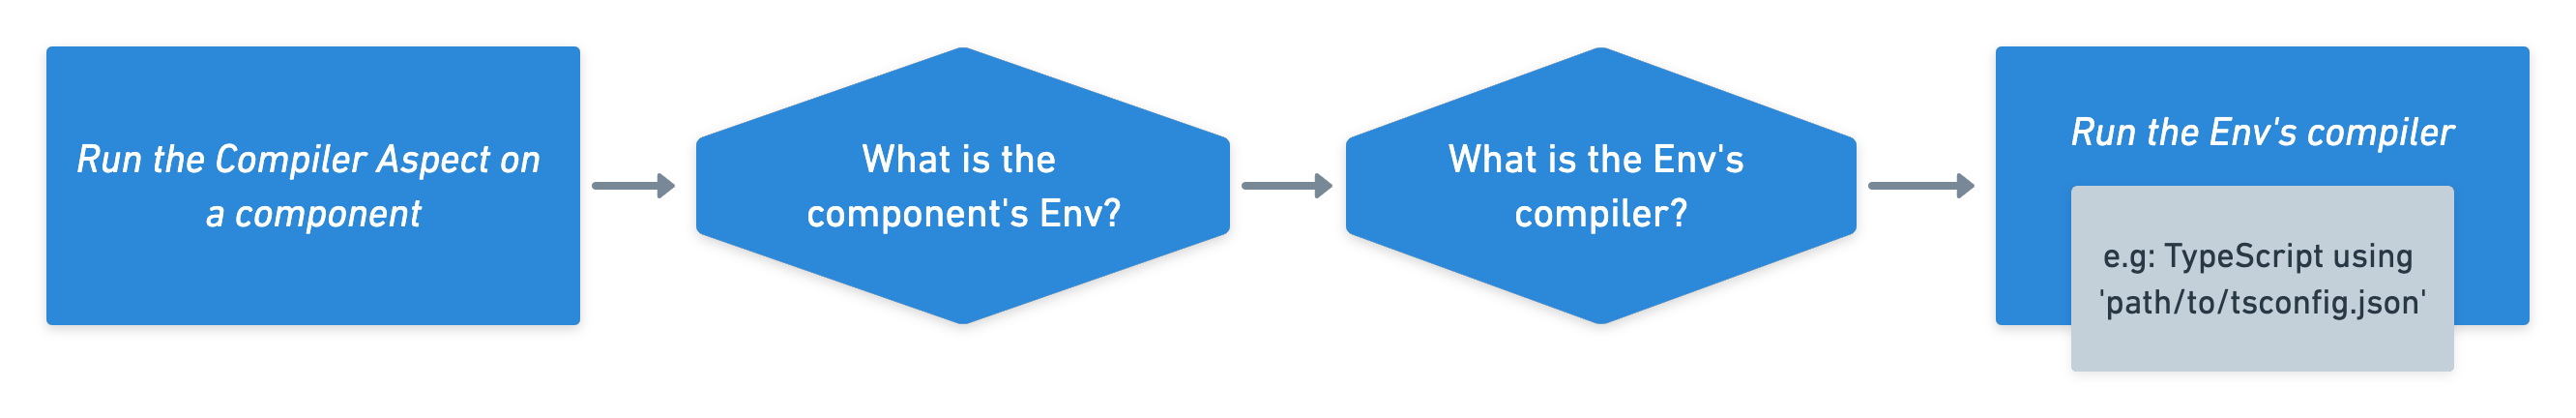 Run the Compiler Aspect on
a component
What is the
component's Env?
What is the Env's
compiler?
Run the Env's compiler
e.g: TypeScript using
'path/to/tsconfig.json'